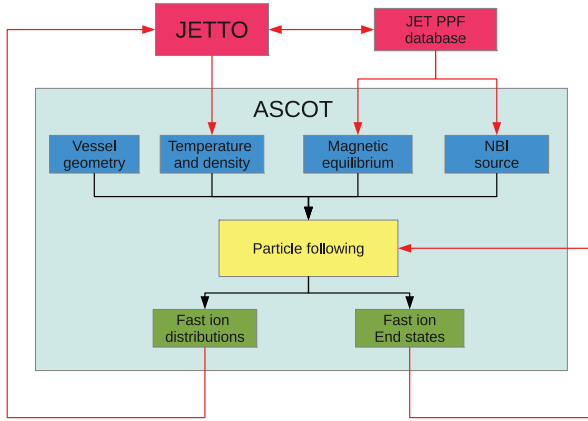 JETTO
JET PPF
database
ASCOT
Vessel
geometry
Temperature
and density
Magnetic
equilibrium
NBI
source
Particle following
Fast ion
distributions
Fast ion
End states